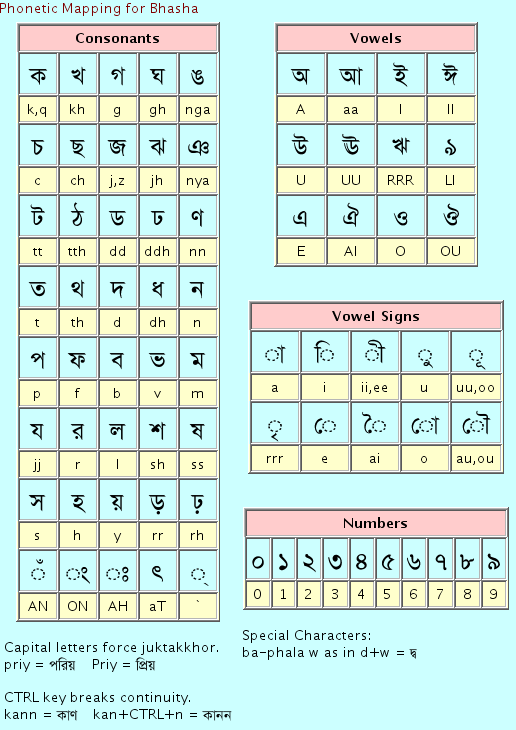 Phonetic Mapping for Bhasha
Consonants
ক খ গ ঘ ঙ
k,q kh g gh nga
চ ছ জ ঝ ঞ
c ch j,z jh nya
ট ঠ ড ঢ ণ
tt tth dd ddh nn
ত থ দ ধ ন
t th d dh n
প ফ ব ভ ম
p f b v m
য র ল শ ষ
jj r l sh ss
স হ য় ড় ঢ়
s h y rr rh
ঁ ং ঃ ৎ ্
AN ON AH aT `
Capital letters force juktakkhor.
priy = পরিয় Priy = প্রিয়
CTRL key breaks continuity.
kann = কাণ kan+CTRL+n = কানন
Vowels
অ আ ই ঈ
A aa I II
উ ঊ ঋ ঌ
U UU RRR LI
এ ঐ ও ঔ
E AI O OU
Vowel Signs
া ি ী ু ূ
a i ii,ee u uu,oo
ৃ ে ৈ ো ৌ
rrr e ai o au,ou
Numbers
০ ১ ২ ৩ ৪ ৫ ৬ ৭ ৮ ৯
0 1 2 3 4 5 6 7 8 9
Special Characters:
ba-phala w as in d+w = দ্ব